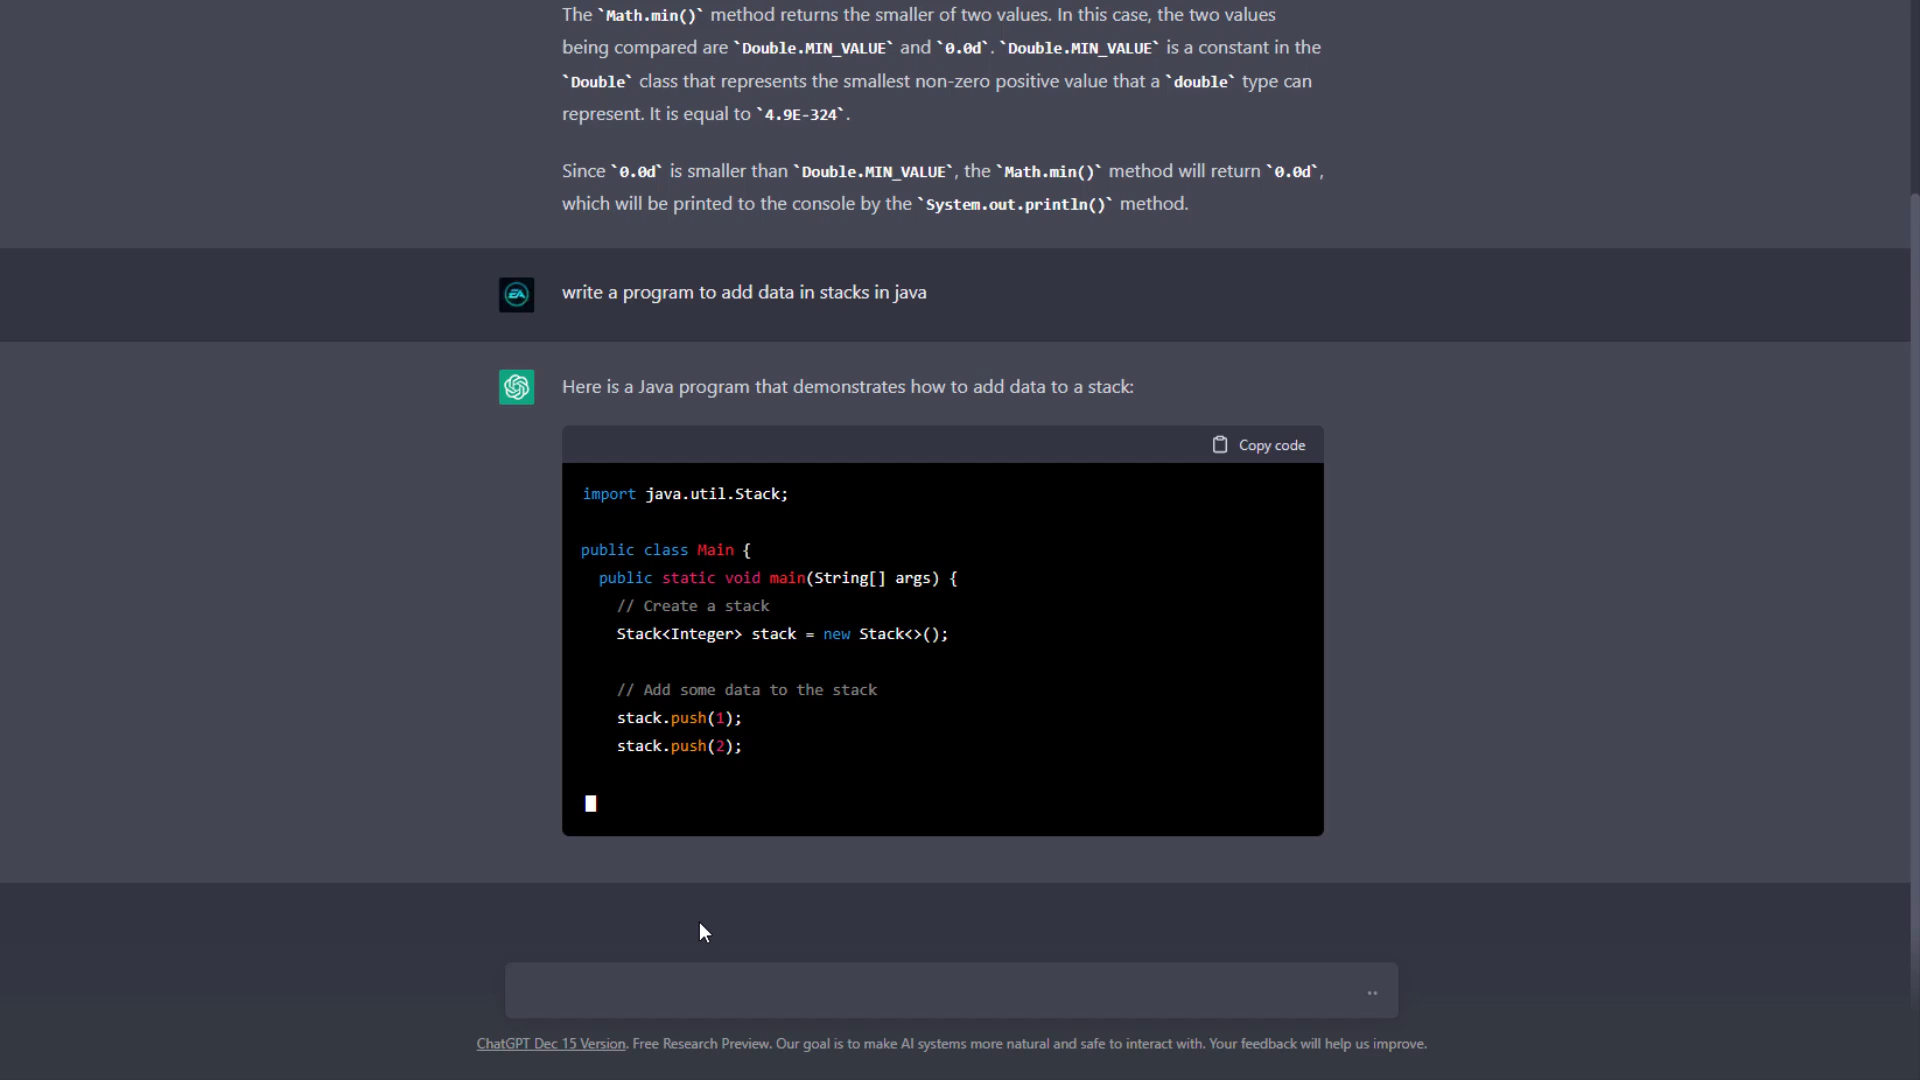 The `Math.min()` method returns the smaller of two values. In this case, the two values
being compared are `Double.MIN_VALUE` and `0.0d`. `Double.MIN_VALUE` is a constant in the
`Double` class that represents the smallest non-zero positive value that a `double` type can
represent. It is equal to `4.9E-324`.
Since `0.0d` is smaller than `Double.MIN_VALUE`, the `Math.min()` method will return `0.0d`,
which will be printed to the console by the `System.out.println()` method.
EA
write a program to add data in stacks in java
Here is a Java program that demonstrates how to add data to a stack:
Copy code
import java.util.Stack;
public class Main {
public static void main(String[] args) {
// Create a stack
Stack<Integer> stack = new Stack<>();
// Add some data to the stack
stack.push(1);
stack.push(2);
ChatGPT Dec 15 Version. Free Research Preview. Our goal is to make AI systems more natural and safe to interact with. Your feedback will help us improve.